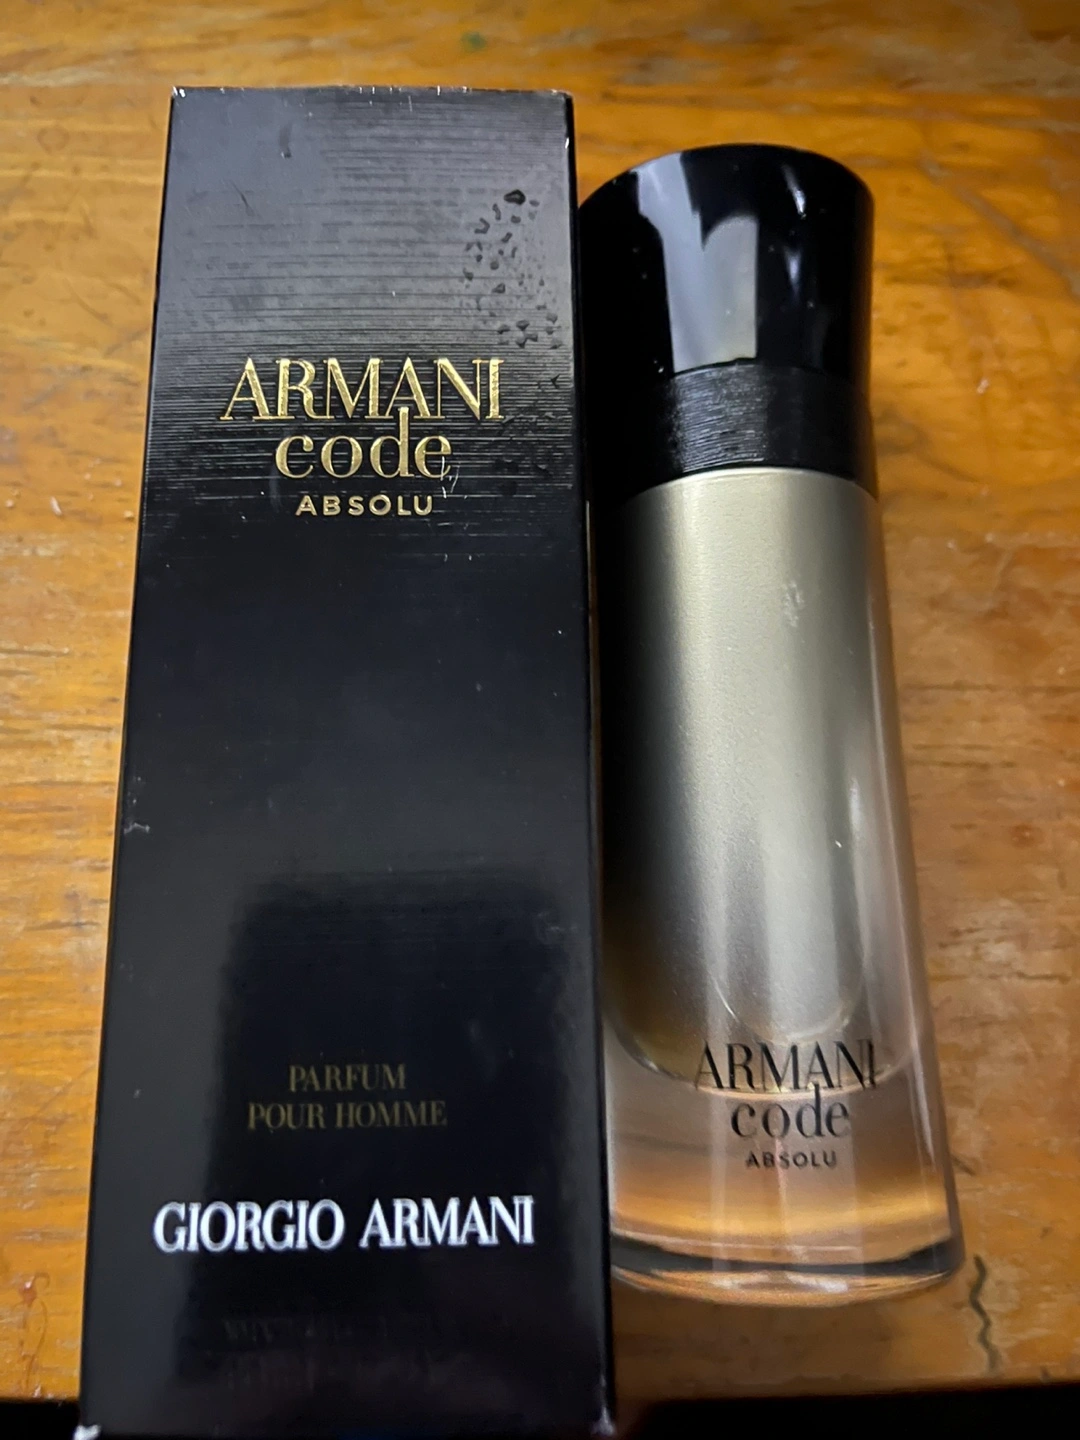 ARMANI
code
ABSOLU
PARFUM
POUR HOMME
GIORGIO ARMANI
ARMANI
code
ABSOLU